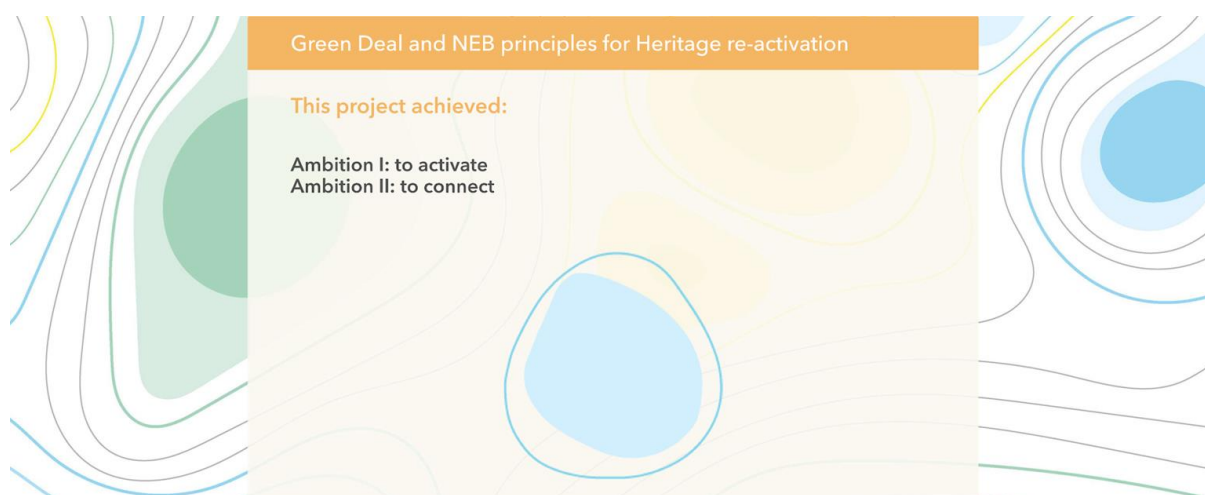 Green Deal and NEB principles for Heritage re-activation
This project achieved:
Ambition I: to activate
Ambition II: to connect